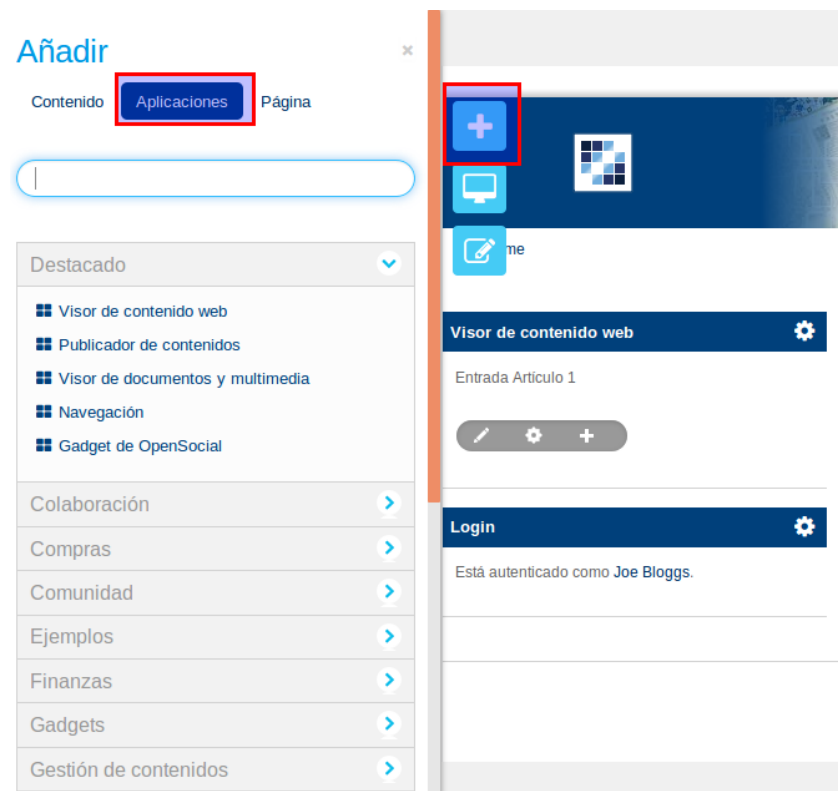 Añadir
Contenido Aplicaciones Página
Destacado
Visor de contenido web
Publicador de contenidos
Visor de documentos y multimedia
Navegación
Gadget de OpenSocial
Colaboración
Compras
Comunidad
Ejemplos
Finanzas
Gadgets
Gestión de contenidos
me
Visor de contenido web
Entrada Artículo 1
Login
Está autenticado como Joe Bloggs.